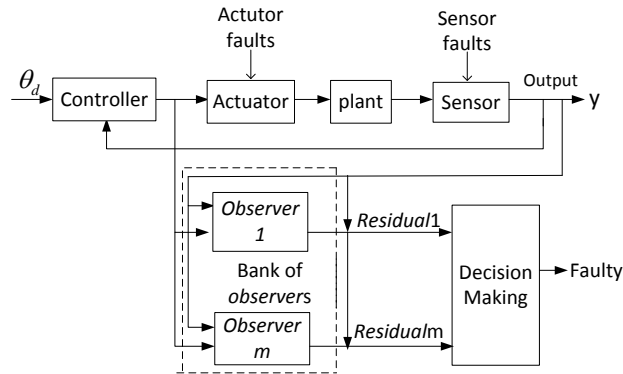 Actutor
faults
Sensor
faults
Output
θd
Controller
Actuator
plant
Sensor
y
Observer
1
Residual1
Bank of
observers
Decision
Making
Faulty
Observer
m
Residualm